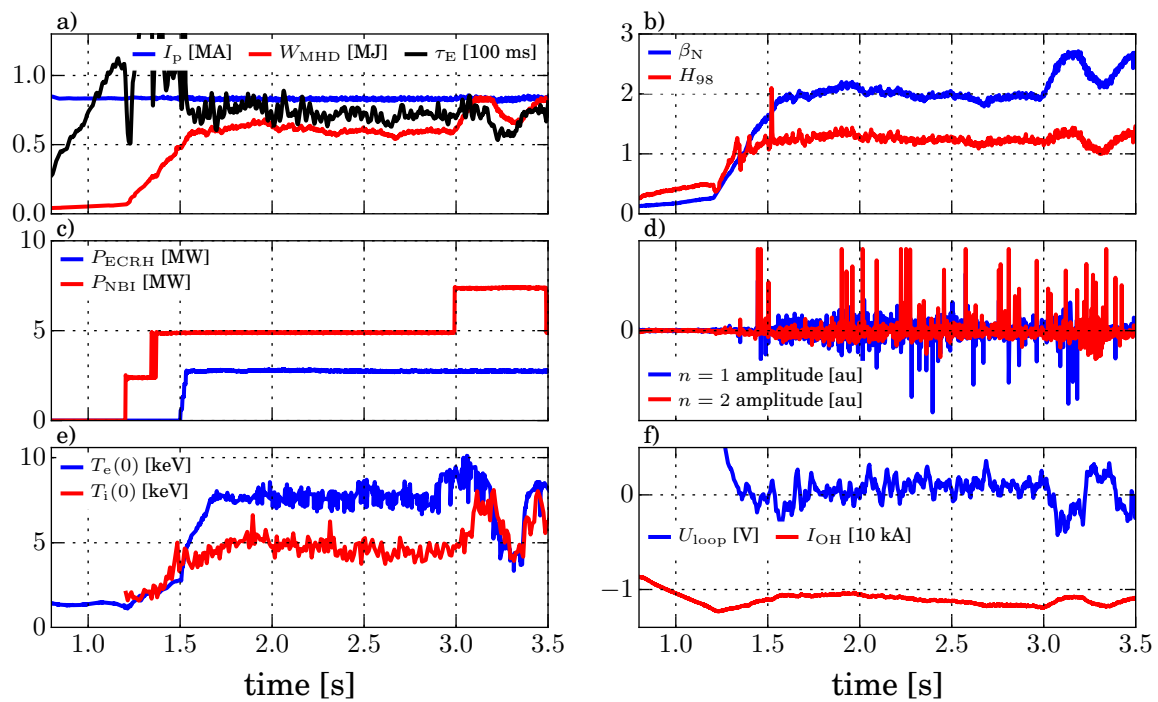 a)
I_p [MA] W_MHD [MJ] τ_E [100 ms]
1.0
0.5
0.0
b)
β_N
H_98
3
2
1
0
c)
P_ECRH [MW]
P_NBI [MW]
10
5
0
d)
0
n = 1 amplitude [au]
n = 2 amplitude [au]
e)
T_e(0) [keV]
T_i(0) [keV]
10
5
0
1.0 1.5 2.0 2.5 3.0 3.5
time [s]
f)
0
U_loop [V] I_OH [10 kA]
−1
1.0 1.5 2.0 2.5 3.0 3.5
time [s]